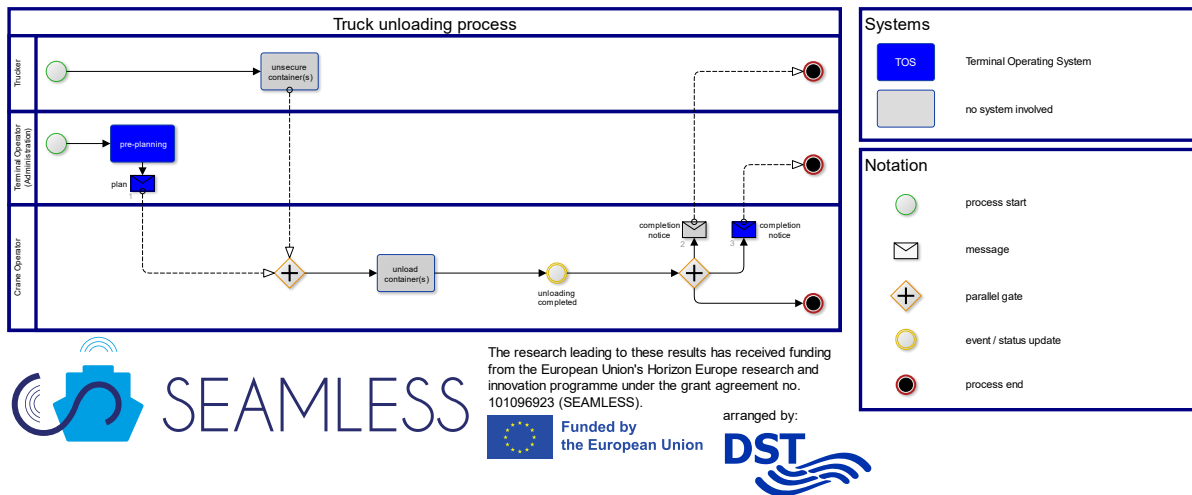 Truck unloading process
Trucker
unsecure
container(s)
Terminal Operator
(Administration)
pre-planning
plan
1
Crane Operator
unload
container(s)
unloading
completed
completion
notice
2
completion
notice
3
Systems
TOS
Terminal Operating System
no system involved
Notation
process start
message
parallel gate
event / status update
process end
SEAMLESS
The research leading to these results has received funding
from the European Union's Horizon Europe research and
innovation programme under the grant agreement no.
101096923 (SEAMLESS).
Funded by
the European Union
arranged by:
DST